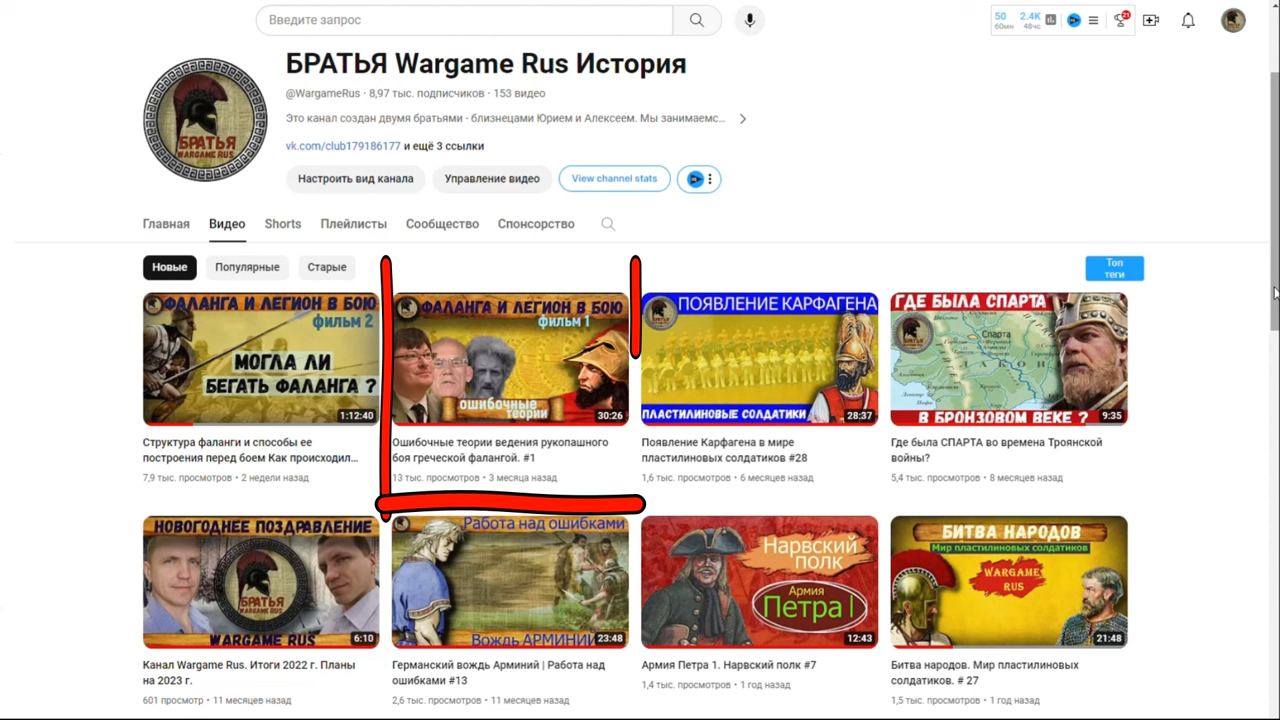 Введите запрос
50
60мн
2.4K
48чс
21
БРАТЬЯ Wargame Rus История
@WargameRus · 8,97 тыс. подписчиков · 153 видео
Это канал создан двумя братьями - близнецами Юрием и Алексеем. Мы занимаемс...
vk.com/club179186177 и ещё 3 ссылки
БРАТЬЯ
WARGAME RUS
Настроить вид канала
Управление видео
View channel stats
Главная
Видео
Shorts
Плейлисты
Сообщество
Спонсорство
Новые
Популярные
Старые
Топ
теги
ФАЛАНГА И ЛЕГИОН В БОЮ
фильм 2
МОГЛА ЛИ
БЕГАТЬ ФАЛАНГА ?
1:12:40
Структура фаланги и способы ее
построения перед боем Как происходил...
7,9 тыс. просмотров · 2 недели назад
ФАЛАНГА И ЛЕГИОН В БОЮ
фильм 1
ошибочные
теории
30:26
Ошибочные теории ведения рукопашного
боя греческой фалангой. #1
13 тыс. просмотров · 3 месяца назад
ПОЯВЛЕНИЕ КАРФАГЕНА
ПЛАСТИЛИНОВЫЕ СОЛДАТИКИ
28:37
Появление Карфагена в мире
пластилиновых солдатиков #28
1,6 тыс. просмотров · 6 месяцев назад
ГДЕ БЫЛА СПАРТА
Спарта
В БРОНЗОВОМ ВЕКЕ ?
9:35
Где была СПАРТА во времена Троянской
войны?
5,4 тыс. просмотров · 8 месяцев назад
НОВОГОДНЕЕ ПОЗДРАВЛЕНИЕ
БРАТЬЯ
WARGAME RUS
WARGAME RUS
6:10
Канал Wargame Rus. Итоги 2022 г. Планы
на 2023 г.
601 просмотр · 11 месяцев назад
Работа над ошибками
Вождь АРМИНИЙ
23:48
Германский вождь Арминий | Работа над
ошибками #13
2,6 тыс. просмотров · 11 месяцев назад
Нарвский
полк
Армия
Петра I
12:43
Армия Петра 1. Нарвский полк #7
1,4 тыс. просмотров · 1 год назад
БИТВА НАРОДОВ
Мир пластилиновых солдатиков
WARGAME
RUS
21:48
Битва народов. Мир пластилиновых
солдатиков. # 27
1,5 тыс. просмотров · 1 год назад